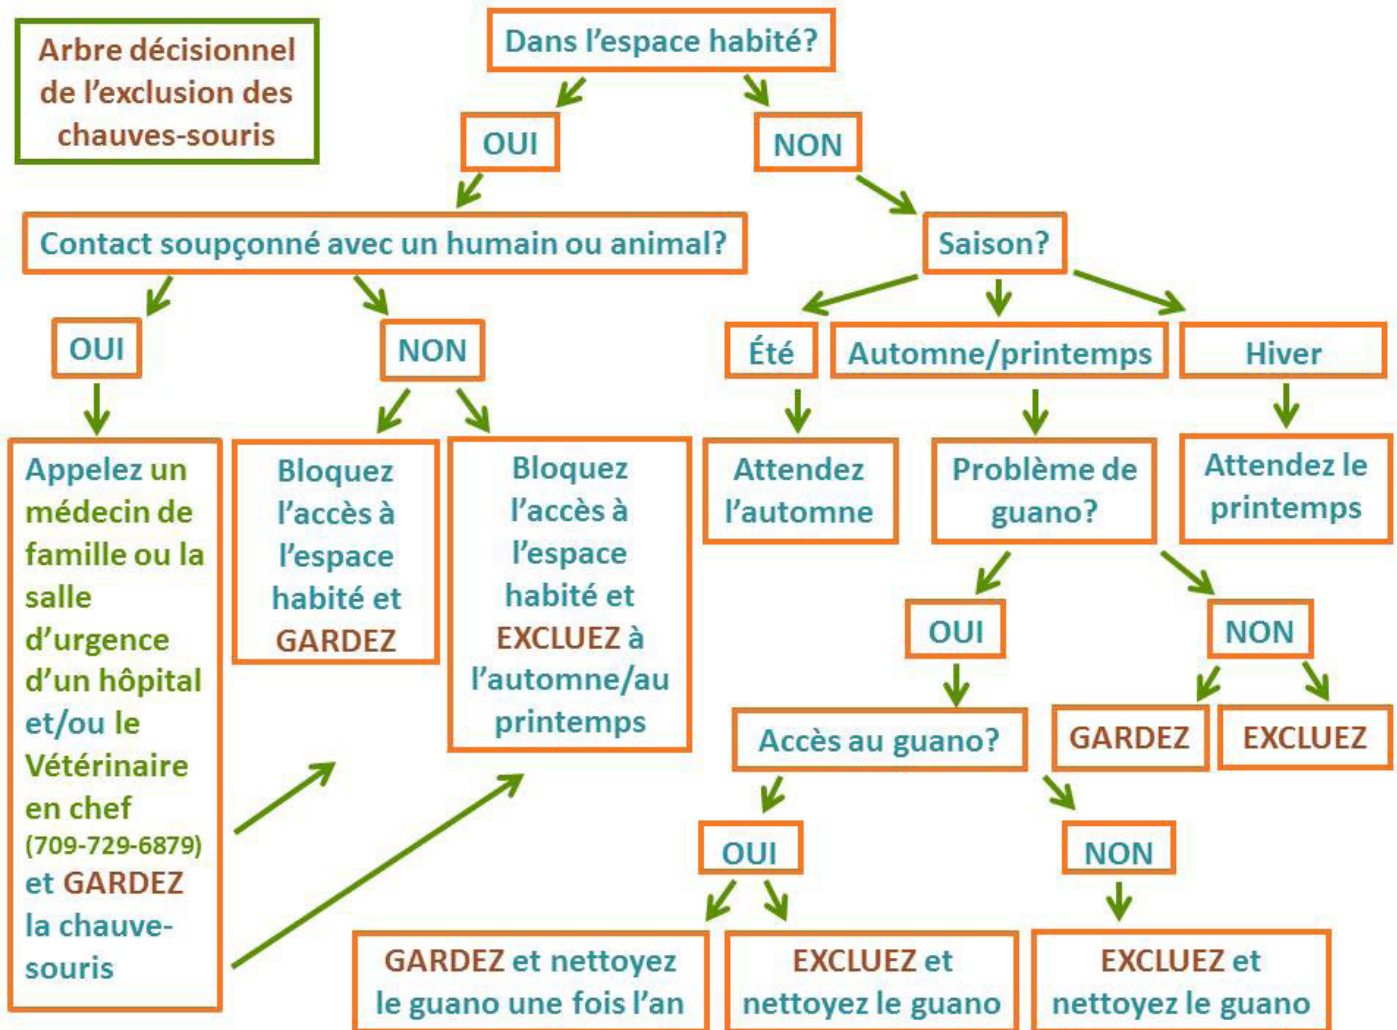 Arbre décisionnel
de l'exclusion des
chauves-souris
Dans l'espace habité?
OUI
NON
Contact soupçonné avec un humain ou animal?
Saison?
OUI
NON
Été
Automne/printemps
Hiver
Appelez un
médecin de
famille ou la
salle
d'urgence
d'un hôpital
et/ou le
Vétérinaire
en chef
(709-729-6879)
et GARDEZ
la chauve-
souris
Bloquez
l'accès à
l'espace
habité et
GARDEZ
Bloquez
l'accès à
l'espace
habité et
EXCLUEZ à
l'automne/au
printemps
Attendez
l'automne
Problème de
guano?
Attendez le
printemps
OUI
NON
Accès au guano?
GARDEZ
EXCLUEZ
OUI
NON
GARDEZ et nettoyez
le guano une fois l'an
EXCLUEZ et
nettoyez le guano
EXCLUEZ et
nettoyez le guano